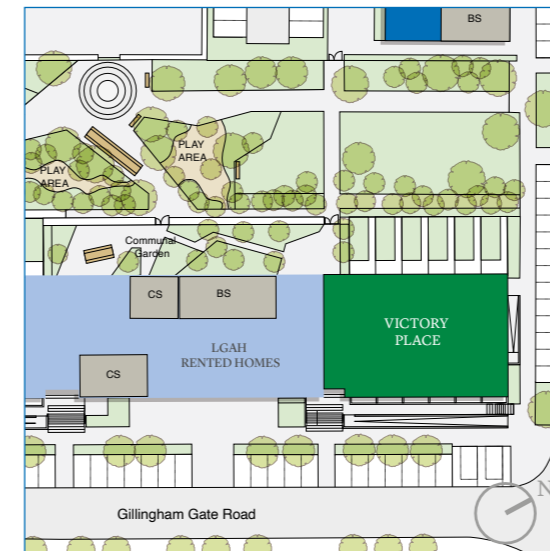 BS
PLAY
AREA
PLAY
AREA
Communal
Garden
CS
BS
VICTORY
PLACE
LGAH
RENTED HOMES
CS
N
Gillingham Gate Road